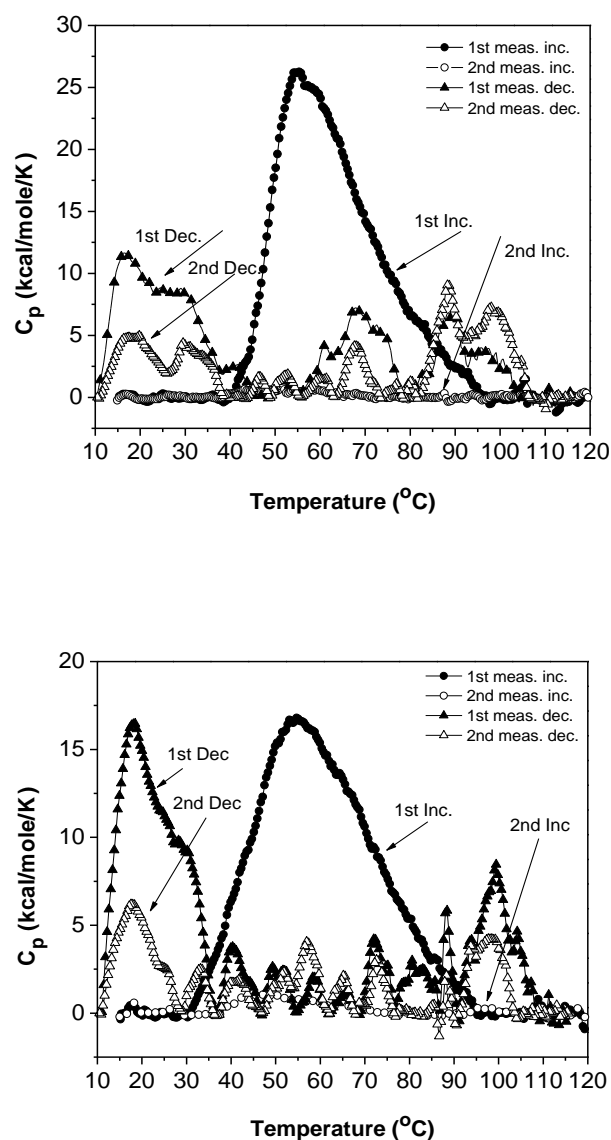 30
25
20
15
10
5
0
C_p (kcal/mole/K)
1st meas. inc.
2nd meas. inc.
1st meas. dec.
2nd meas. dec.
1st Dec.
2nd Dec.
1st Inc.
2nd Inc.
10 20 30 40 50 60 70 80 90 100 110 120
Temperature (°C)
20
15
10
5
0
C_p (kcal/mole/K)
1st meas. inc.
2nd meas. inc.
1st meas. dec.
2nd meas. dec.
1st Dec
2nd Dec
1st Inc.
2nd Inc
10 20 30 40 50 60 70 80 90 100 110 120
Temperature (°C)